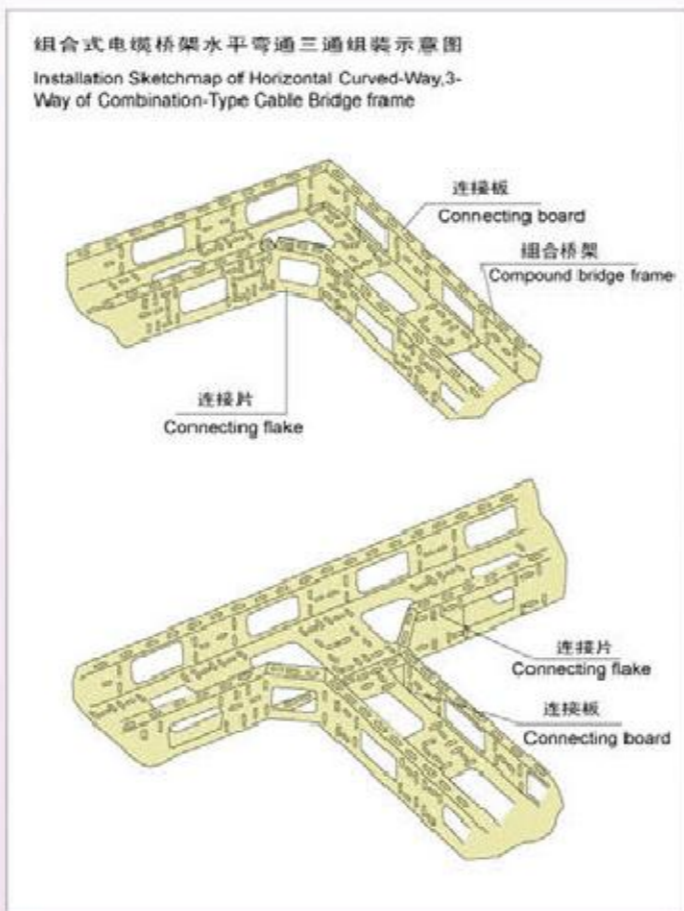 组合式电缆桥架水平弯通三通组装示意图
Installation Sketchmap of Horizontal Curved-Way,3-
Way of Combination-Type Cable Bridge frame
连接板
Connecting board
组合桥架
Compound bridge frame
连接片
Connecting flake
连接片
Connecting flake
连接板
Connecting board